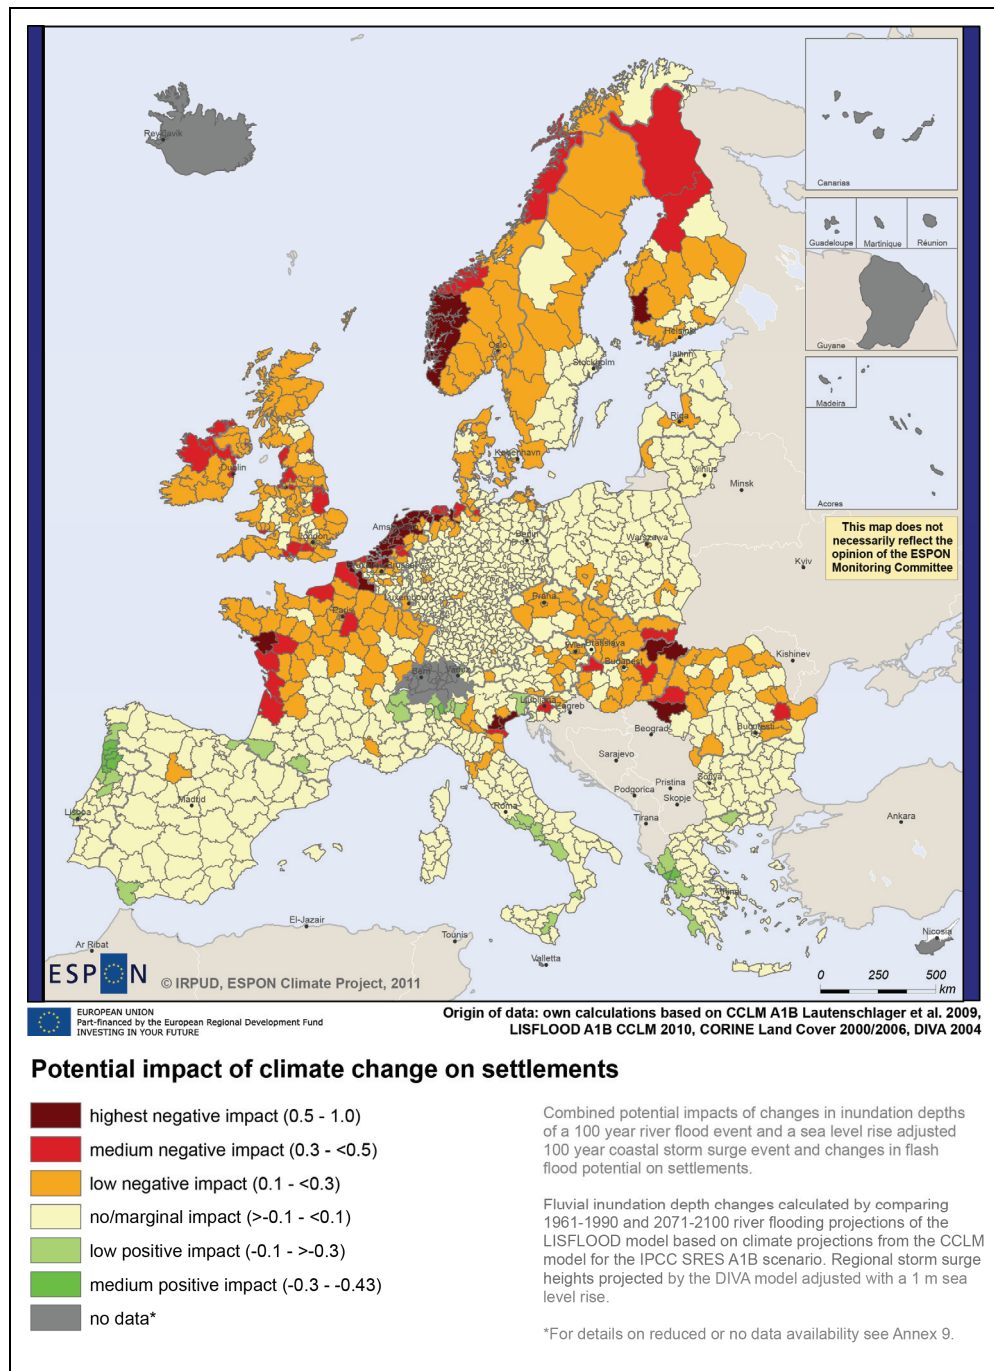 Reykjavik
Canarias
Guadeloupe
Martinique
Réunion
Guyane
Madeira
Acores
This map does not
necessarily reflect the
opinion of the ESPON
Monitoring Committee
Oslo
Helsinki
Tallinn
Stockholm
Riga
København
Vilnius
Minsk
Dublin
London
Berlin
Warszawa
Kyiv
Luxembourg
Praha
Paris
Wien
Bratislava
Budapest
Kishinev
Bern
Vaduz
Ljubljana
Zagreb
Beograd
Bucuresti
Sarajevo
Sofiya
Pristina
Podgorica
Skopje
Tirana
Roma
Madrid
Lisboa
Ankara
Athinai
Nicosia
El-Jazair
Tounis
Ar Ribat
Valletta
0 250 500
km
ESPON
© IRPUD, ESPON Climate Project, 2011
EUROPEAN UNION
Part-financed by the European Regional Development Fund
INVESTING IN YOUR FUTURE
Origin of data: own calculations based on CCLM A1B Lautenschlager et al. 2009,
LISFLOOD A1B CCLM 2010, CORINE Land Cover 2000/2006, DIVA 2004
Potential impact of climate change on settlements
highest negative impact (0.5 - 1.0)
medium negative impact (0.3 - <0.5)
low negative impact (0.1 - <0.3)
no/marginal impact (>-0.1 - <0.1)
low positive impact (-0.1 - >-0.3)
medium positive impact (-0.3 - -0.43)
no data*
Combined potential impacts of changes in inundation depths
of a 100 year river flood event and a sea level rise adjusted
100 year coastal storm surge event and changes in flash
flood potential on settlements.
Fluvial inundation depth changes calculated by comparing
1961-1990 and 2071-2100 river flooding projections of the
LISFLOOD model based on climate projections from the CCLM
model for the IPCC SRES A1B scenario. Regional storm surge
heights projected by the DIVA model adjusted with a 1 m sea
level rise.
*For details on reduced or no data availability see Annex 9.